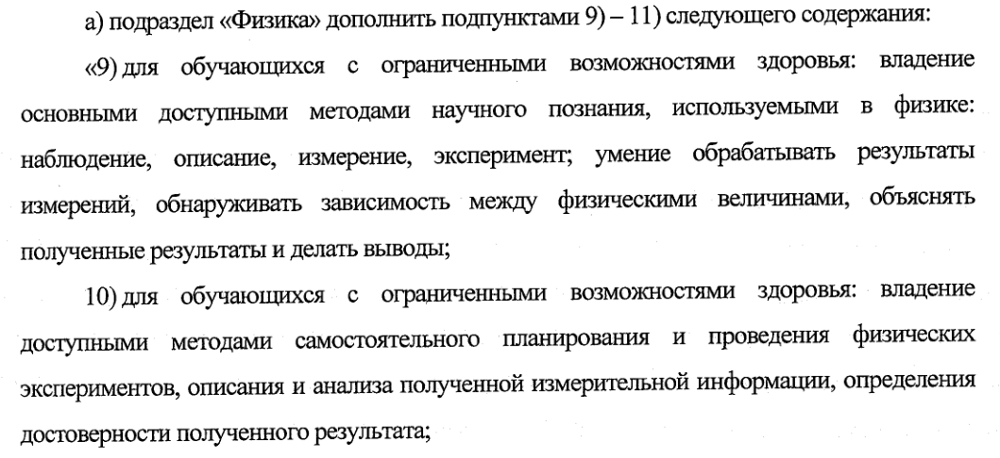 а) подраздел «Физика» дополнить подпунктами 9) – 11) следующего содержания:
«9) для обучающихся с ограниченными возможностями здоровья: владение
основными доступными методами научного познания, используемыми в физике:
наблюдение, описание, измерение, эксперимент; умение обрабатывать результаты
измерений, обнаруживать зависимость между физическими величинами, объяснять
полученные результаты и делать выводы;
10) для обучающихся с ограниченными возможностями здоровья: владение
доступными методами самостоятельного планирования и проведения физических
экспериментов, описания и анализа полученной измерительной информации, определения
достоверности полученного результата;